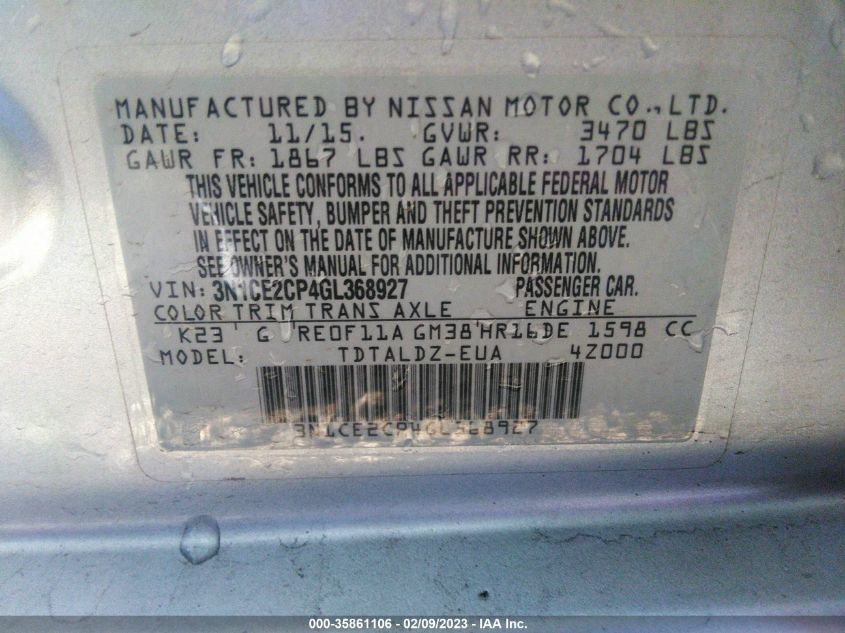 MANUFACTURED BY NISSAN MOTOR CO., LTD.
DATE: 11/15. GVWR: 3470 LBS
GAWR FR: 1867 LBS GAWR RR: 1704 LBS
THIS VEHICLE CONFORMS TO ALL APPLICABLE FEDERAL MOTOR
VEHICLE SAFETY, BUMPER AND THEFT PREVENTION STANDARDS
IN EFFECT ON THE DATE OF MANUFACTURE SHOWN ABOVE.
SEE OWNER'S MANUAL FOR ADDITIONAL INFORMATION.
VIN: 3N1CE2CP4GL368927 PASSENGER CAR.
COLOR TRIM TRANS AXLE ENGINE
K23 ' G 'RE0F11A GM38'HR16DE 1598 CC
MODEL: TDTALDZ-EUA 4Z000
3N1CE2CP4GL368927
000-35861106 - 02/09/2023 - IAA Inc.